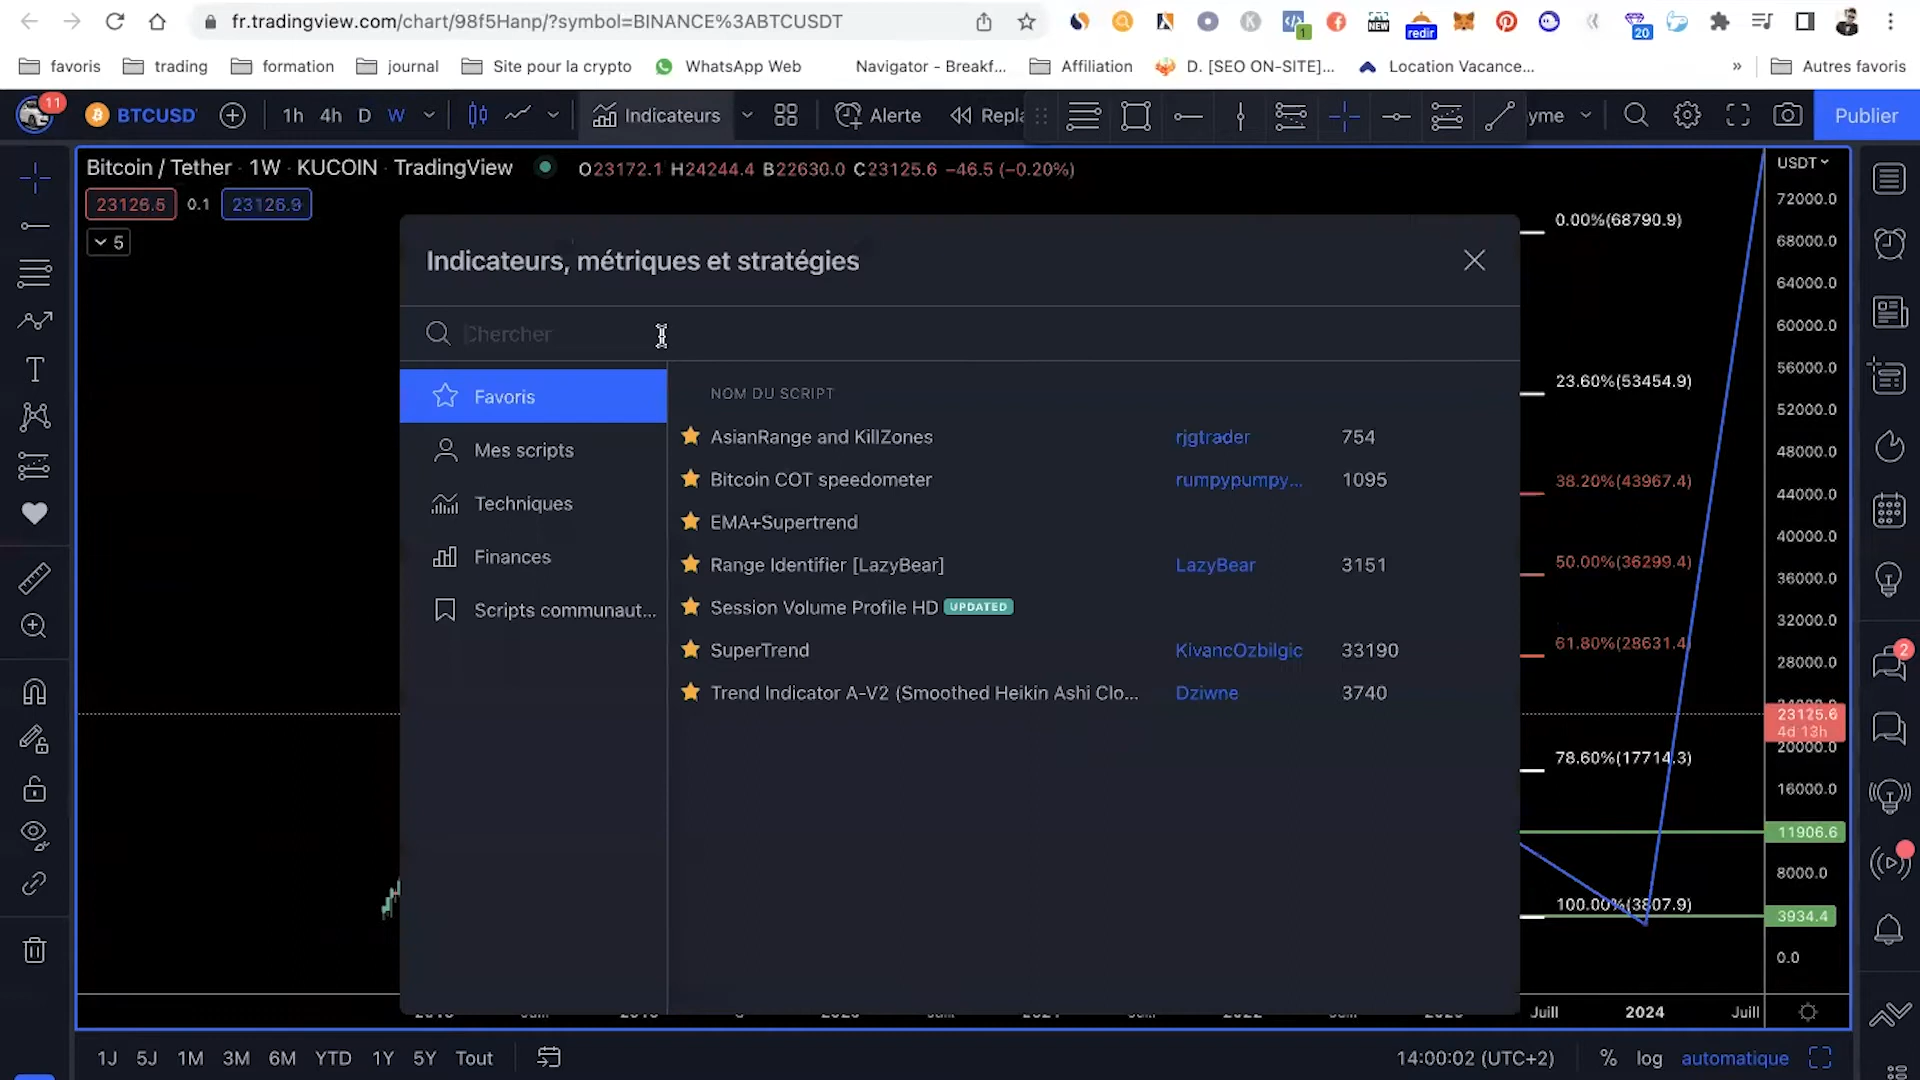 fr.tradingview.com/chart/98f5Hanp/?symbol=BINANCE%3ABTCUSDT
1
NEW
redir
20
favoris
trading
formation
journal
Site pour la crypto
WhatsApp Web
Navigator - Breakf...
Affiliation
D. [SEO ON-SITE]...
Location Vacance...
»
Autres favoris
11
BTCUSD
1h
4h
D
W
Indicateurs
Alerte
Repla
yme
Publier
Bitcoin / Tether · 1W · KUCOIN · TradingView
O23172.1 H24244.4 B22630.0 C23125.6 −46.5 (−0.20%)
USDT
23126.5
0.1
23126.9
5
Indicateurs, métriques et stratégies
Chercher
Favoris
Mes scripts
Techniques
Finances
Scripts communaut...
NOM DU SCRIPT
AsianRange and KillZones rjgtrader 754
Bitcoin COT speedometer rumpypumpy... 1095
EMA+Supertrend
Range Identifier [LazyBear] LazyBear 3151
Session Volume Profile HD UPDATED
SuperTrend KivancOzbilgic 33190
Trend Indicator A-V2 (Smoothed Heikin Ashi Clo... Dziwne 3740
0.00%(68790.9)
23.60%(53454.9)
38.20%(43967.4)
50.00%(36299.4)
61.80%(28631.4)
78.60%(17714.3)
100.00%(3807.9)
72000.0
68000.0
64000.0
60000.0
56000.0
52000.0
48000.0
44000.0
40000.0
36000.0
32000.0
28000.0
23125.6
4d 13h
20000.0
16000.0
11906.6
8000.0
3934.4
0.0
2
Juill
2024
Juill
1J
5J
1M
3M
6M
YTD
1Y
5Y
Tout
14:00:02 (UTC+2)
%
log
automatique